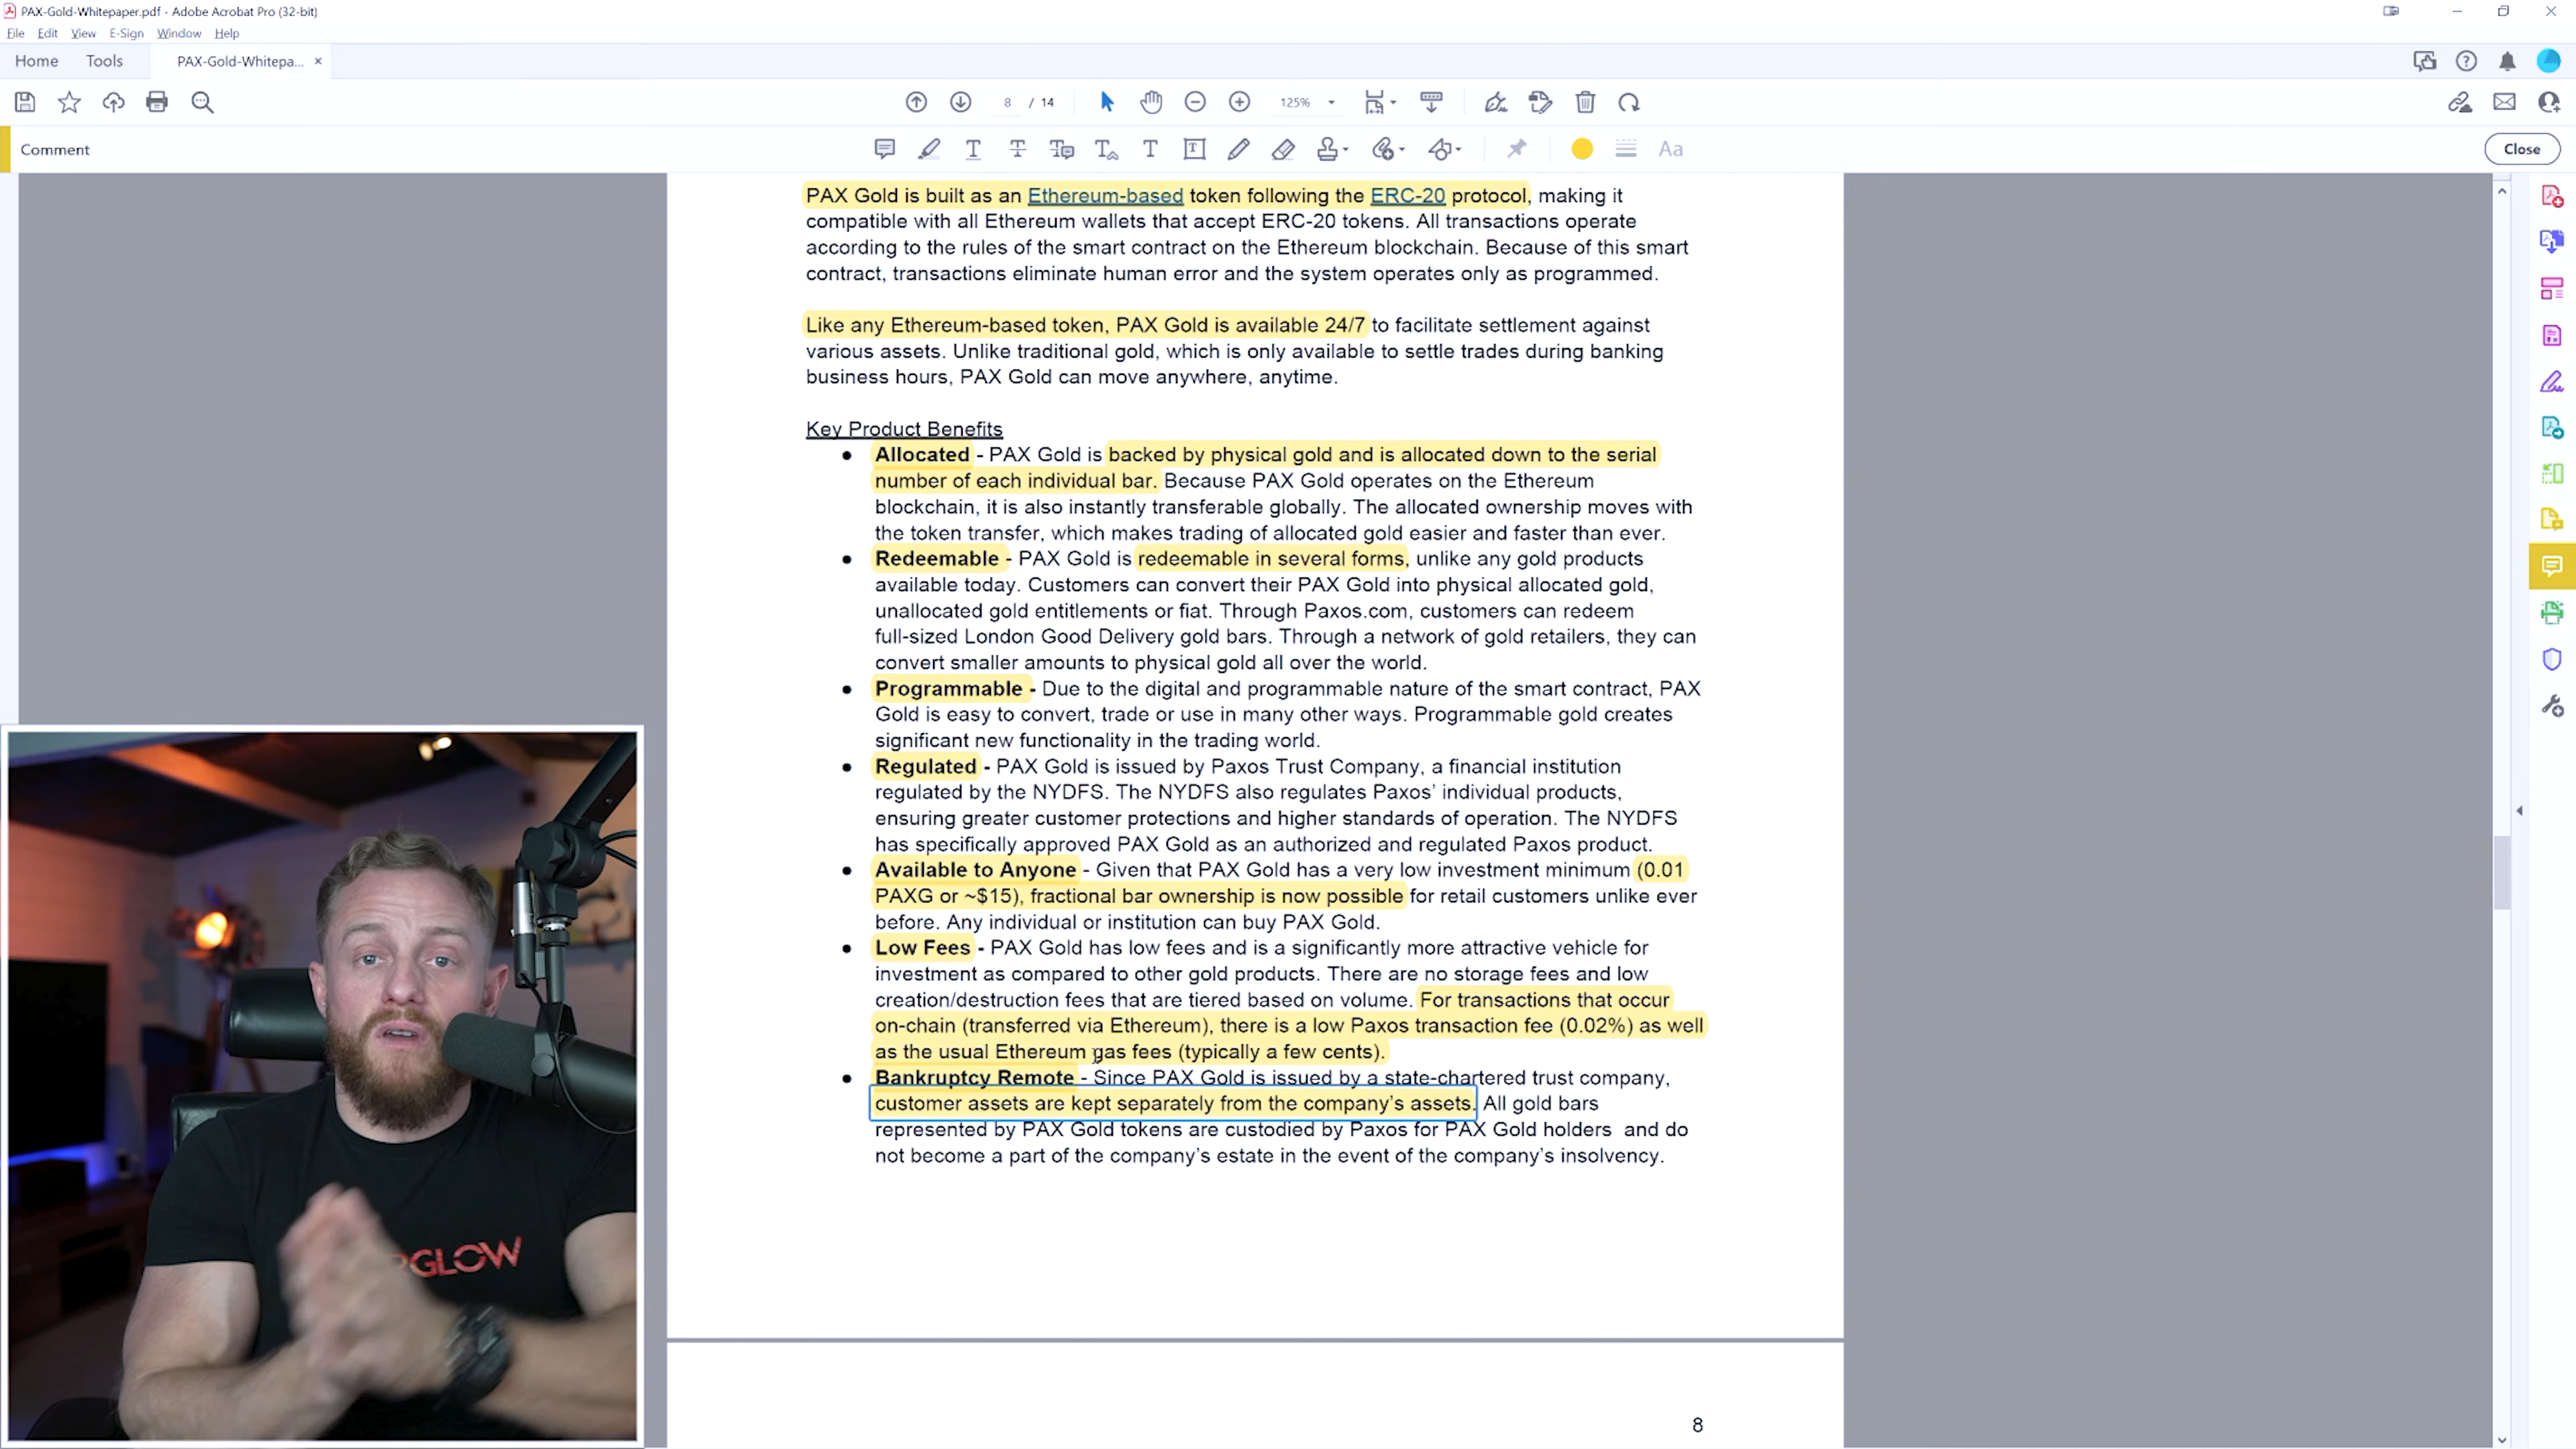 PAX-Gold-Whitepaper.pdf - Adobe Acrobat Pro (32-bit)
File Edit View E-Sign Window Help
Home Tools PAX-Gold-Whitepa... ×
8 / 14 125%
Comment Close
PAX Gold is built as an Ethereum-based token following the ERC-20 protocol, making it
compatible with all Ethereum wallets that accept ERC-20 tokens. All transactions operate
according to the rules of the smart contract on the Ethereum blockchain. Because of this smart
contract, transactions eliminate human error and the system operates only as programmed.
Like any Ethereum-based token, PAX Gold is available 24/7 to facilitate settlement against
various assets. Unlike traditional gold, which is only available to settle trades during banking
business hours, PAX Gold can move anywhere, anytime.
Key Product Benefits
● Allocated - PAX Gold is backed by physical gold and is allocated down to the serial
number of each individual bar. Because PAX Gold operates on the Ethereum
blockchain, it is also instantly transferable globally. The allocated ownership moves with
the token transfer, which makes trading of allocated gold easier and faster than ever.
● Redeemable - PAX Gold is redeemable in several forms, unlike any gold products
available today. Customers can convert their PAX Gold into physical allocated gold,
unallocated gold entitlements or fiat. Through Paxos.com, customers can redeem
full-sized London Good Delivery gold bars. Through a network of gold retailers, they can
convert smaller amounts to physical gold all over the world.
● Programmable - Due to the digital and programmable nature of the smart contract, PAX
Gold is easy to convert, trade or use in many other ways. Programmable gold creates
significant new functionality in the trading world.
● Regulated - PAX Gold is issued by Paxos Trust Company, a financial institution
regulated by the NYDFS. The NYDFS also regulates Paxos' individual products,
ensuring greater customer protections and higher standards of operation. The NYDFS
has specifically approved PAX Gold as an authorized and regulated Paxos product.
● Available to Anyone - Given that PAX Gold has a very low investment minimum (0.01
PAXG or ~$15), fractional bar ownership is now possible for retail customers unlike ever
before. Any individual or institution can buy PAX Gold.
● Low Fees - PAX Gold has low fees and is a significantly more attractive vehicle for
investment as compared to other gold products. There are no storage fees and low
creation/destruction fees that are tiered based on volume. For transactions that occur
on-chain (transferred via Ethereum), there is a low Paxos transaction fee (0.02%) as well
as the usual Ethereum gas fees (typically a few cents).
● Bankruptcy Remote - Since PAX Gold is issued by a state-chartered trust company,
customer assets are kept separately from the company's assets. All gold bars
represented by PAX Gold tokens are custodied by Paxos for PAX Gold holders and do
not become a part of the company's estate in the event of the company's insolvency.
8